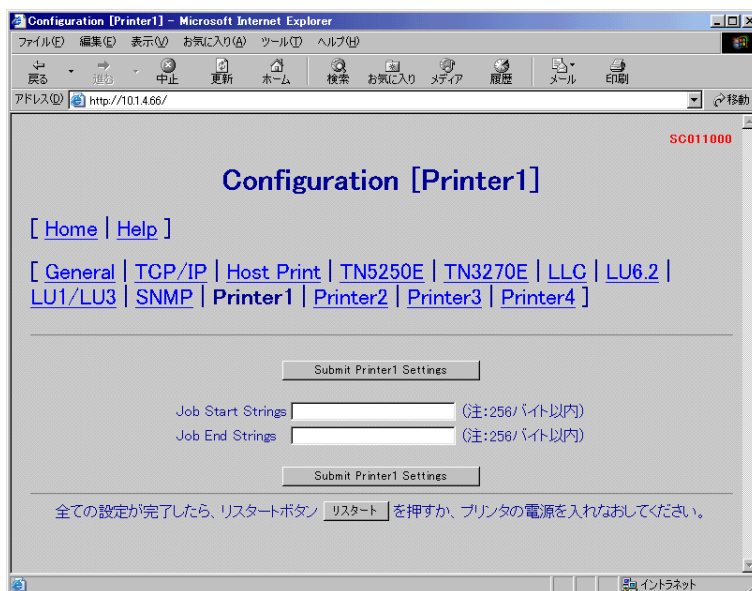 Configuration [Printer1] - Microsoft Internet Explorer
ファイル(F) 編集(E) 表示(V) お気に入り(A) ツール(T) ヘルプ(H)
戻る 進む 中止 更新 ホーム 検索 お気に入り メディア 履歴 メール 印刷
アドレス(D) http://10.1.4.66/ 移動
SC011000
Configuration [Printer1]
[ Home | Help ]
[ General | TCP/IP | Host Print | TN5250E | TN3270E | LLC | LU6.2 |
LU1/LU3 | SNMP | Printer1 | Printer2 | Printer3 | Printer4 ]
Submit Printer1 Settings
Job Start Strings (注:256バイト以内)
Job End Strings (注:256バイト以内)
Submit Printer1 Settings
全ての設定が完了したら、リスタートボタン リスタート を押すか、プリンタの電源を入れなおしてください。
イントラネット